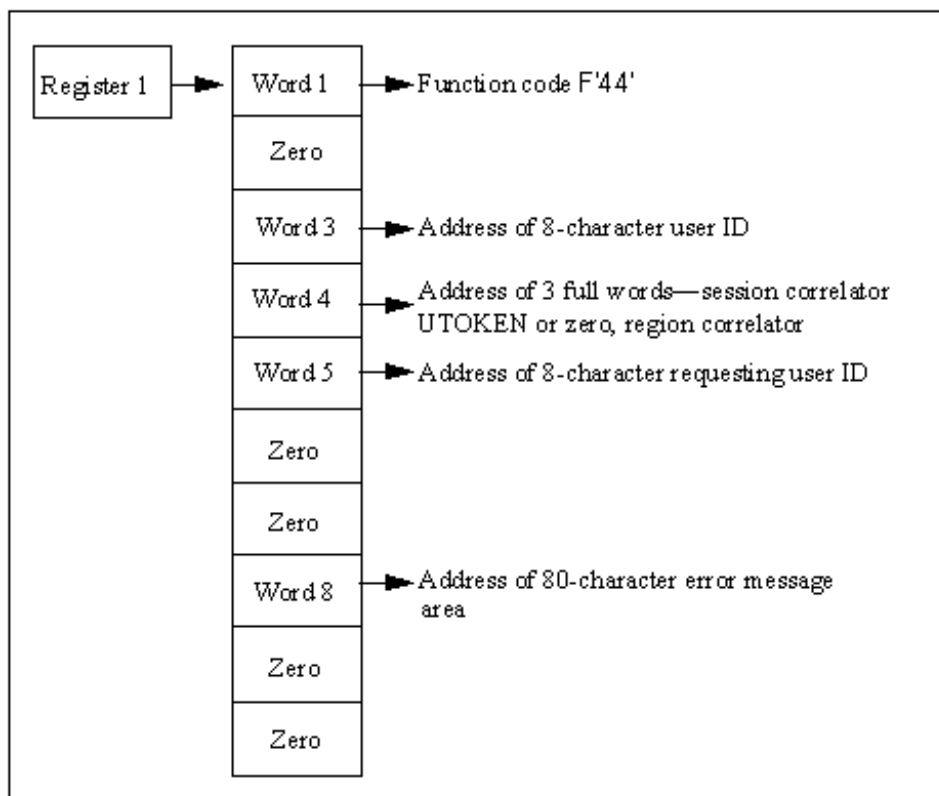 Register 1
Word 1
Function code F'44'
Zero
Word 3
Address of 8-character user ID
Word 4
Address of 3 full words—session correlator
UTOKEN or zero, region correlator
Word 5
Address of 8-character requesting user ID
Zero
Zero
Word 8
Address of 80-character error message
area
Zero
Zero